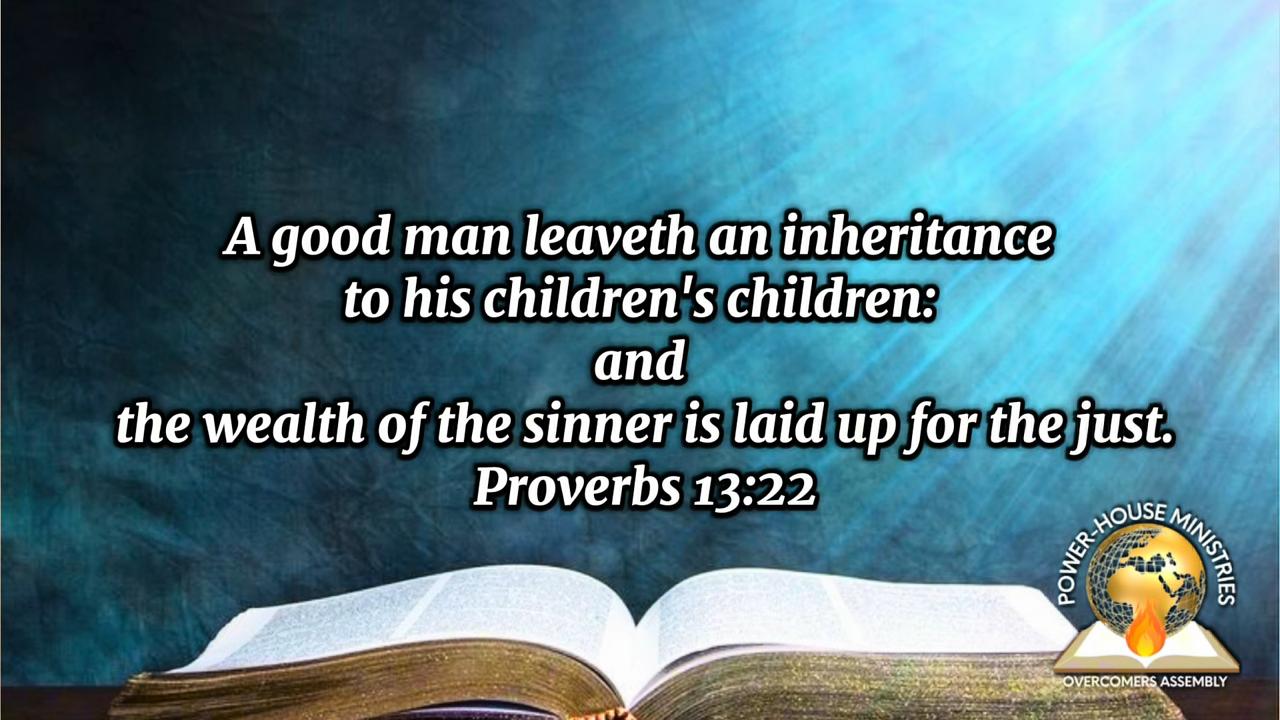 A good man leaveth an inheritance
to his children's children:
and
the wealth of the sinner is laid up for the just.
Proverbs 13:22
POWER-HOUSE MINISTRIES
OVERCOMERS ASSEMBLY